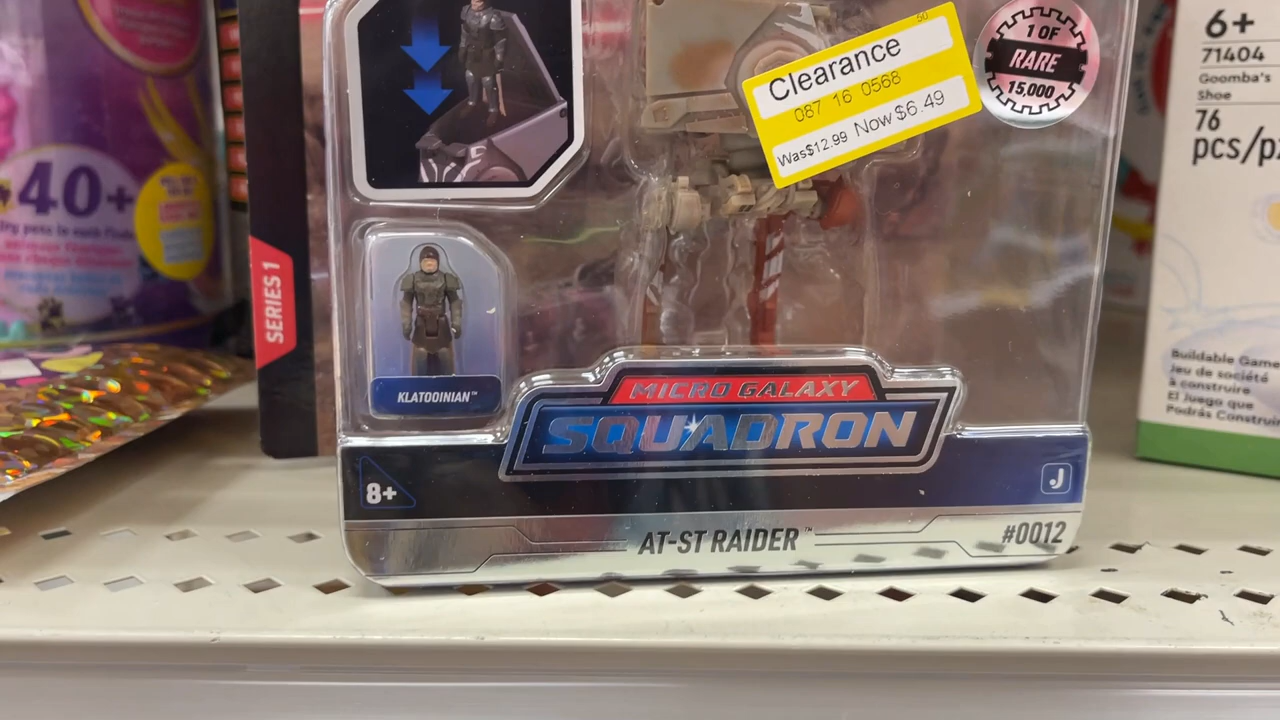 Clearance
50
087 16 0568
Was$12.99 Now $6.49
1 OF
RARE
15,000
SERIES 1
KLATOOINIAN™
MICRO GALAXY
SQUADRON
8+
J
AT-ST RAIDER™
#0012
40+
6+
71404
Goomba's
Shoe
76
pcs/pz
Buildable Game
Jeu de société
à construire
El Juego que
Podrás Construi